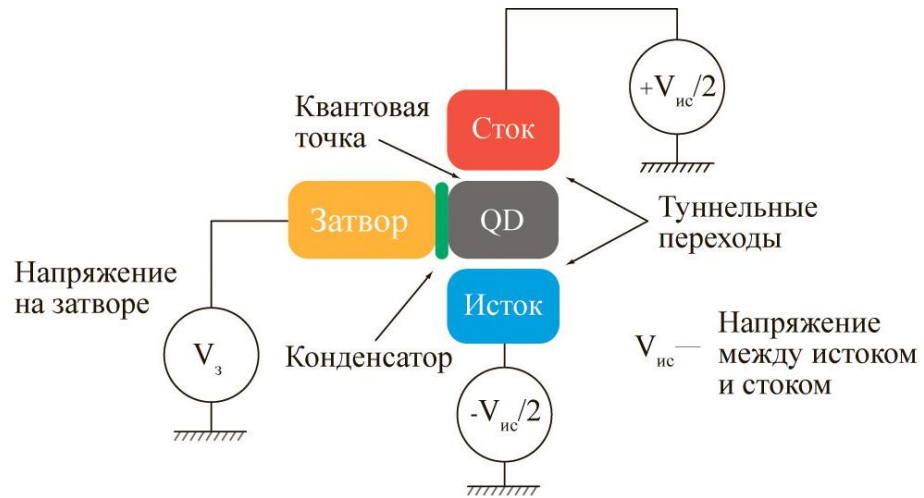 +Vис/2
Квантовая
точка
Сток
Затвор
QD
Туннельные
переходы
Напряжение
на затворе
Исток
Vз
Конденсатор
Vис — Напряжение
между истоком
и стоком
-Vис/2